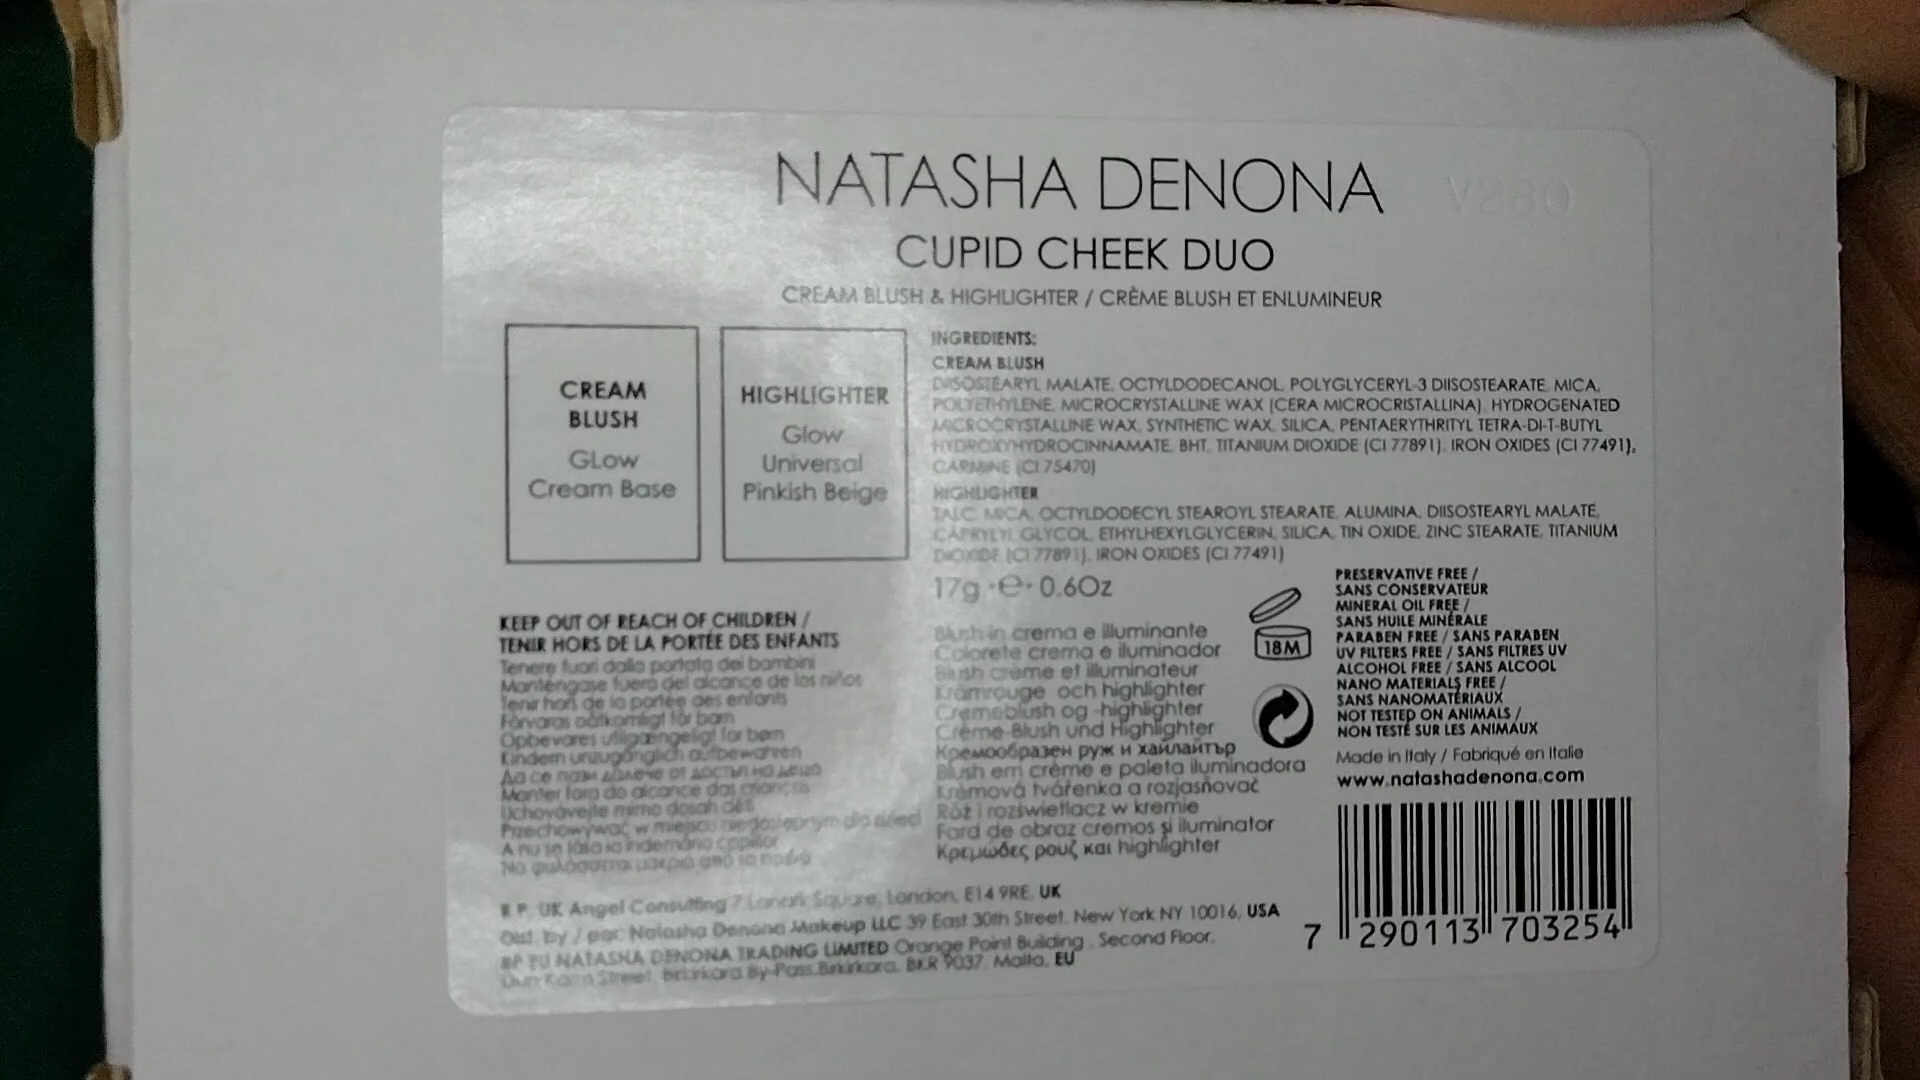 NATASHA DENONA
V280
CUPID CHEEK DUO
CREAM BLUSH & HIGHLIGHTER / CRÈME BLUSH ET ENLUMINEUR
CREAM
BLUSH
GLow
Cream Base
HIGHLIGHTER
Glow
Universal
Pinkish Beige
INGREDIENTS:
CREAM BLUSH
DIISOSTEARYL MALATE, OCTYLDODECANOL, POLYGLYCERYL-3 DIISOSTEARATE, MICA,
POLYETHYLENE, MICROCRYSTALLINE WAX (CERA MICROCRISTALLINA), HYDROGENATED
MICROCRYSTALLINE WAX, SYNTHETIC WAX, SILICA, PENTAERYTHRITYL TETRA-DI-T-BUTYL
HYDROXYHYDROCINNAMATE, BHT, TITANIUM DIOXIDE (CI 77891), IRON OXIDES (CI 77491),
CARMINE (CI 75470)
HIGHLIGHTER
TALC, MICA, OCTYLDODECYL STEAROYL STEARATE, ALUMINA, DIISOSTEARYL MALATE,
CAPRYLYL GLYCOL, ETHYLHEXYLGLYCERIN, SILICA, TIN OXIDE, ZINC STEARATE, TITANIUM
DIOXIDE (CI 77891), IRON OXIDES (CI 77491)
17g ·e· 0.6Oz
KEEP OUT OF REACH OF CHILDREN /
TENIR HORS DE LA PORTÉE DES ENFANTS
Tenere fuori dalla portata dei bambini
Manténgase fuera del alcance de los niños
Tenir hors de la portée des enfants
Förvaras oåtkomligt för barn
Opbevares utilgængeligt for børn
Kindern unzugänglich aufbewahren
Да се пази далече от достъп на деца
Manter fora do alcance das crianças
Uchovávejte mimo dosah dětí
Przechowywać w miejscu niedostępnym dla dzieci
A nu se lăsa la îndemâna copiilor
Να φυλάσσεται μακριά από τα παιδιά
Blush in crema e illuminante
Colorete crema e iluminador
Blush crème et illuminateur
Krämrouge och highlighter
Cremeblush og -highlighter
Crème-Blush und Highlighter
Кремообразен руж и хайлайтър
Blush em crème e paleta iluminadora
Krémová tvářenka a rozjasňovač
Róż i rozświetlacz w kremie
Fard de obraz cremos și iluminator
Κρεμώδες ρουζ και highlighter
18M
PRESERVATIVE FREE /
SANS CONSERVATEUR
MINERAL OIL FREE /
SANS HUILE MINÉRALE
PARABEN FREE / SANS PARABEN
UV FILTERS FREE / SANS FILTRES UV
ALCOHOL FREE / SANS ALCOOL
NANO MATERIALS FREE /
SANS NANOMATÉRIAUX
NOT TESTED ON ANIMALS /
NON TESTÉ SUR LES ANIMAUX
Made in Italy / Fabriqué en Italie
www.natashadenona.com
7 290113 703254
R.P. UK Angel Consulting 7 Lanark Square, London, E14 9RE, UK
Dist. by / par: Natasha Denona Makeup LLC 39 East 30th Street, New York NY 10016, USA
RP EU NATASHA DENONA TRADING LIMITED Orange Point Building, Second Floor,
Dun Karm Street, Birkirkara By-Pass, Birkirkara, BKR 9037, Malta, EU